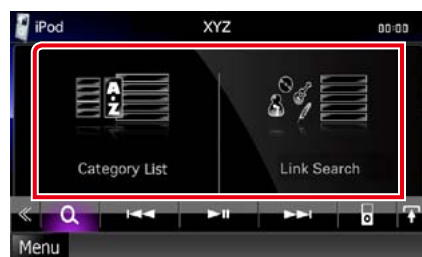 iPod XYZ 00:00
A
Z
Category List Link Search
Menu